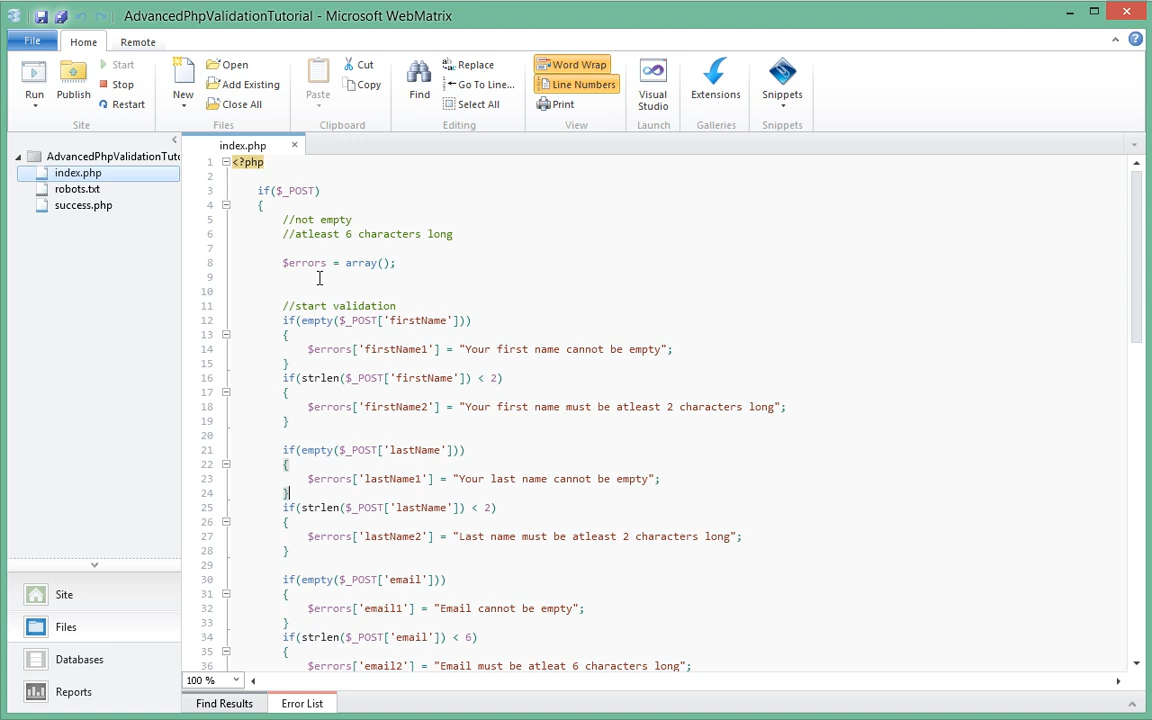 AdvancedPhpValidationTutorial - Microsoft WebMatrix
File Home Remote
Run Publish Start Stop Restart Site
New Open Add Existing Close All Files
Paste Cut Copy Clipboard
Find Replace Go To Line... Select All Editing
Word Wrap Line Numbers Print View
Visual Studio Launch
Extensions Galleries
Snippets Snippets
AdvancedPhpValidationTuto
index.php
robots.txt
success.php
Site
Files
Databases
Reports
index.php
1 <?php
2
3 if($_POST)
4 {
5 //not empty
6 //atleast 6 characters long
7
8 $errors = array();
9
10
11 //start validation
12 if(empty($_POST['firstName']))
13 {
14 $errors['firstName1'] = "Your first name cannot be empty";
15 }
16 if(strlen($_POST['firstName']) < 2)
17 {
18 $errors['firstName2'] = "Your first name must be atleast 2 characters long";
19 }
20
21 if(empty($_POST['lastName']))
22 {
23 $errors['lastName1'] = "Your last name cannot be empty";
24 }
25 if(strlen($_POST['lastName']) < 2)
26 {
27 $errors['lastName2'] = "Last name must be atleast 2 characters long";
28 }
29
30 if(empty($_POST['email']))
31 {
32 $errors['email1'] = "Email cannot be empty";
33 }
34 if(strlen($_POST['email']) < 6)
35 {
36 $errors['email2'] = "Email must be atleat 6 characters long";
100 %
Find Results Error List